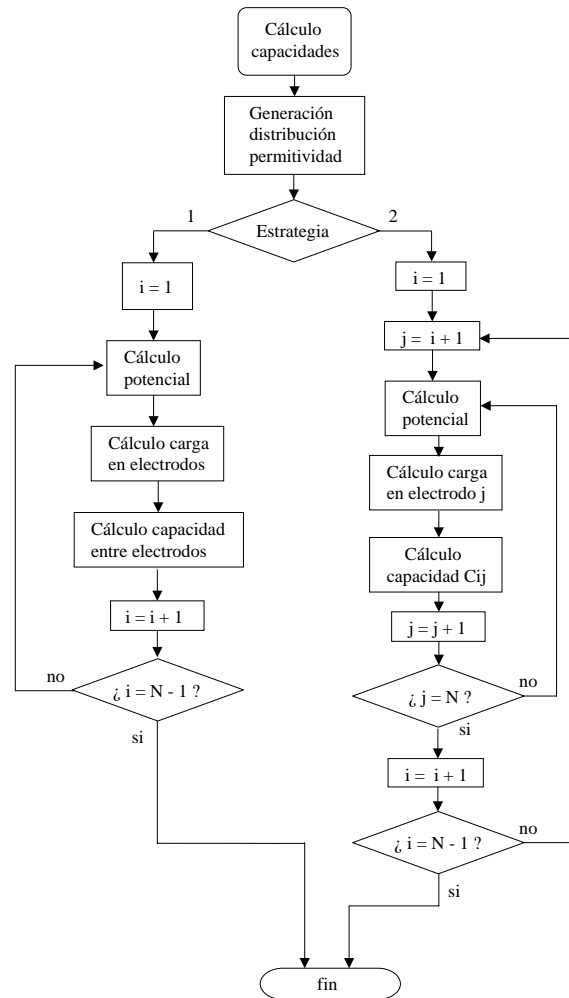 Cálculo
capacidades
Generación
distribución
permitividad
1
2
Estrategia
i = 1
Cálculo
potencial
Cálculo carga
en electrodos
Cálculo capacidad
entre electrodos
i = i + 1
no
¿ i = N - 1 ?
si
i = 1
j = i + 1
Cálculo
potencial
Cálculo carga
en electrodo j
Cálculo
capacidad Cij
j = j + 1
no
¿ j = N ?
si
i = i + 1
no
¿ i = N - 1 ?
si
fin